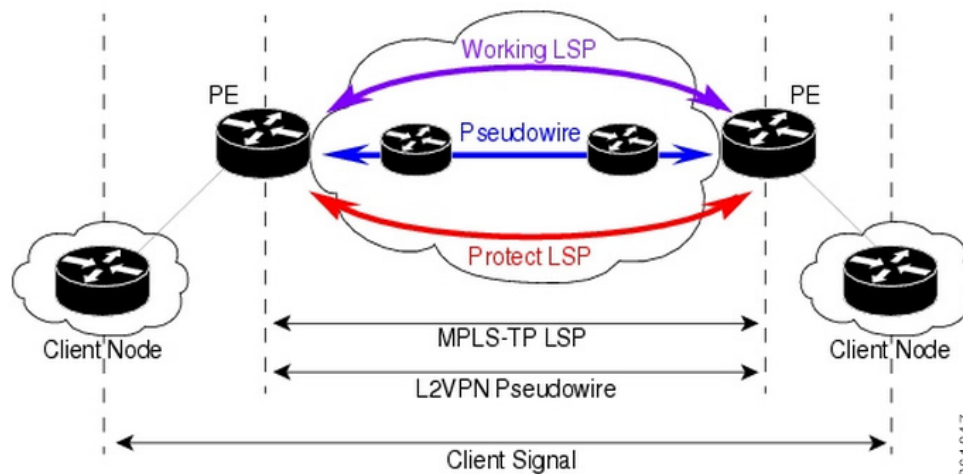 Working LSP
PE
PE
Pseudowire
Protect LSP
Client Node
Client Node
MPLS-TP LSP
L2VPN Pseudowire
Client Signal